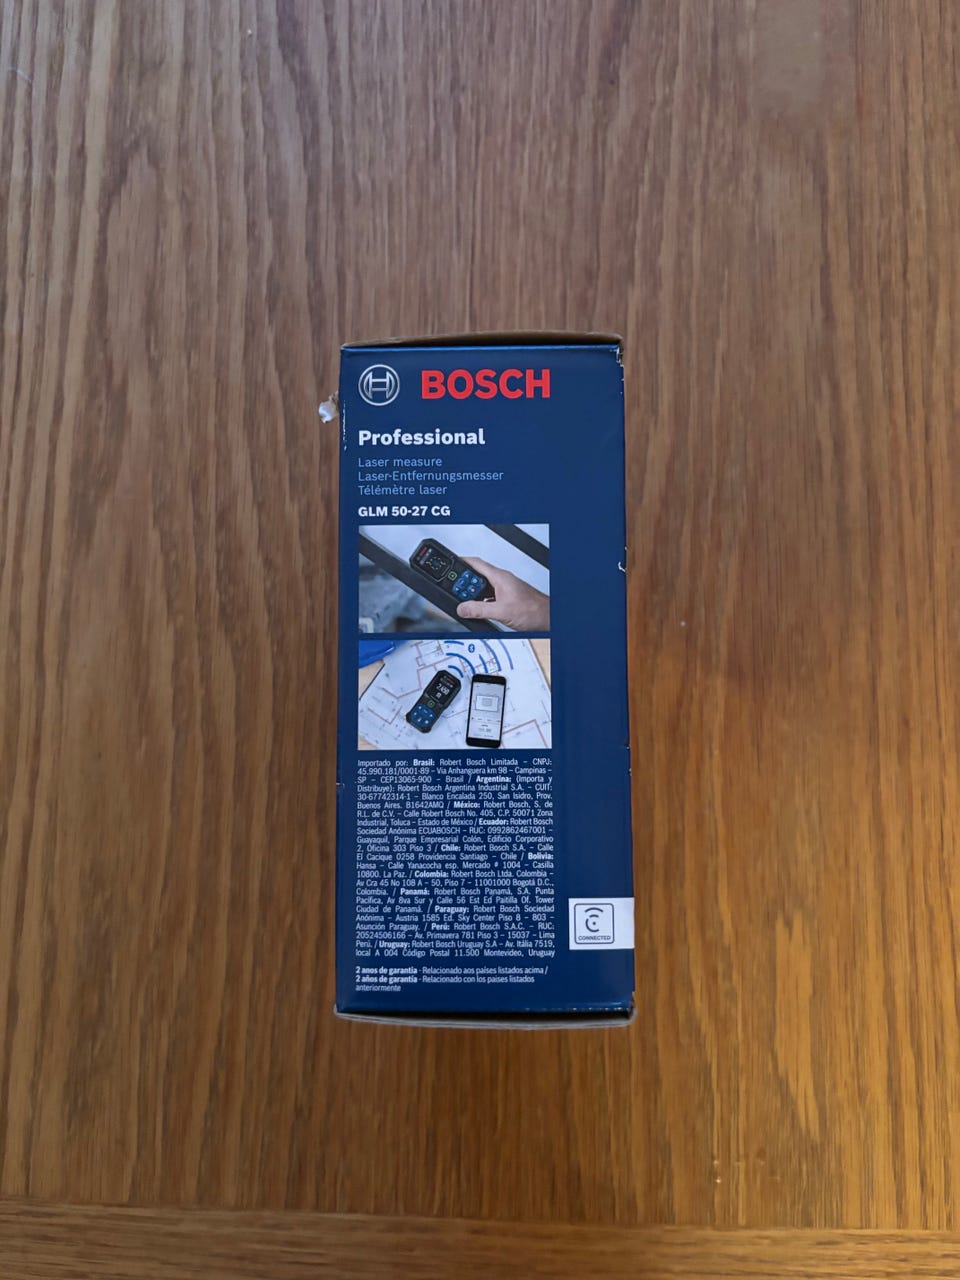 BOSCH
Professional
Laser measure
Laser-Entfernungsmesser
Télémètre laser
GLM 50-27 CG
Importado por: Brasil: Robert Bosch Limitada – CNPJ:
45.990.181/0001-89 – Via Anhanguera km 98 – Campinas –
SP – CEP13065-900 – Brasil / Argentina: (Importa y
Distribuye): Robert Bosch Argentina Industrial S.A. – CUIT:
30-67742314-1 – Blanco Encalada 250, San Isidro, Prov.
Buenos Aires. B1642AMQ / México: Robert Bosch, S. de
R.L. de C.V. – Calle Robert Bosch No. 405, C.P. 50071 Zona
Industrial, Toluca – Estado de México / Ecuador: Robert Bosch
Sociedad Anónima ECUABOSCH – RUC: 0992862467001 –
Guayaquil, Parque Empresarial Colón, Edificio Corporativo
2, Oficina 303 Piso 3 / Chile: Robert Bosch S.A. – Calle
El Cacique 0258 Providencia Santiago – Chile / Bolivia:
Hansa – Calle Yanacocha esp. Mercado # 1004 – Casilla
10800. La Paz. / Colombia: Robert Bosch Ltda. Colombia –
Av Cra 45 No 108 A – 50, Piso 7 – 11001000 Bogotá D.C.,
Colombia. / Panamá: Robert Bosch Panamá, S.A. Punta
Pacífica, Av 8va Sur y Calle 56 Est Ed Paitilla Of. Tower
Ciudad de Panamá. / Paraguay: Robert Bosch Sociedad
Anónima – Austria 1585 Ed. Sky Center Piso 8 – 803 –
Asunción Paraguay. / Perú: Robert Bosch S.A.C. – RUC:
20524506166 – Av. Primavera 781 Piso 3 – 15037 – Lima
Perú. / Uruguay: Robert Bosch Uruguay S.A – Av. Itália 7519,
local A 004 Código Postal 11.500 Montevideo, Uruguay
CONNECTED
2 anos de garantia - Relacionado aos países listados acima /
2 años de garantía - Relacionado con los países listados
anteriormente